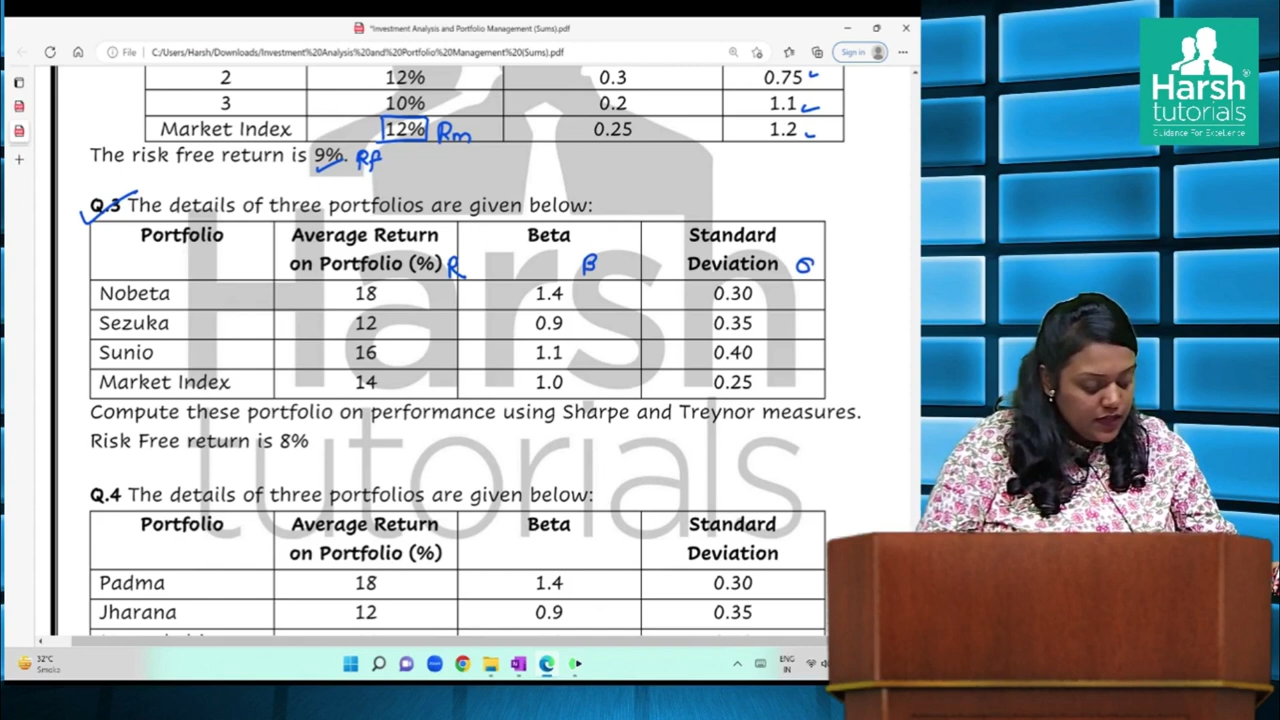 *Investment Analysis and Portfolio Management (Sums).pdf
File C:/Users/Harsh/Downloads/Investment%20Analysis%20and%20Portfolio%20Management%20(Sums).pdf
Sign in
2 12% 0.3 0.75
3 10% 0.2 1.1
Market Index 12% Rm 0.25 1.2
The risk free return is 9%. Rf
Q.3 The details of three portfolios are given below:
Portfolio Average Return Beta Standard
on Portfolio (%) R β Deviation σ
Nobeta 18 1.4 0.30
Sezuka 12 0.9 0.35
Sunio 16 1.1 0.40
Market Index 14 1.0 0.25
Compute these portfolio on performance using Sharpe and Treynor measures.
Risk Free return is 8%
Q.4 The details of three portfolios are given below:
Portfolio Average Return Beta Standard
on Portfolio (%) Deviation
Padma 18 1.4 0.30
Jharana 12 0.9 0.35
Harsh
tutorials
32°C
Smoke
ENG
IN
Harsh
tutorials
Guidance For Excellence